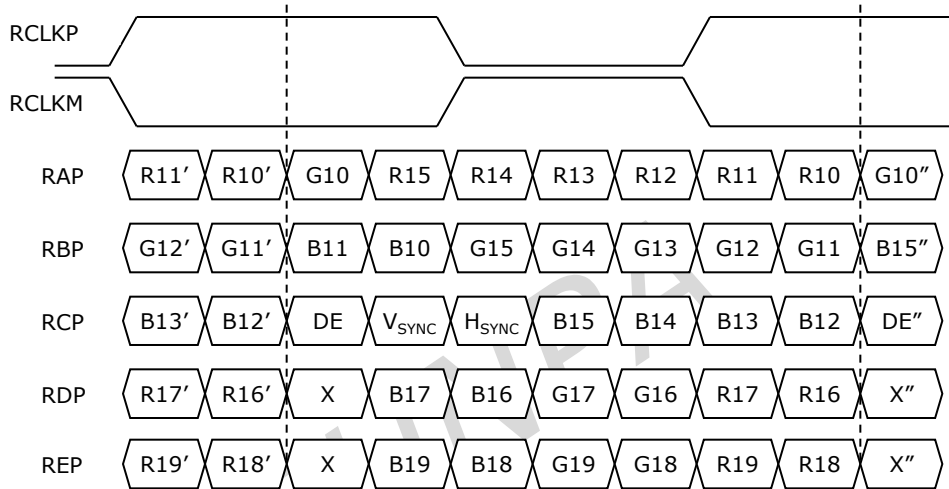 RCLKP
RCLKM
RAP R11′ R10′ G10 R15 R14 R13 R12 R11 R10 G10″
RBP G12′ G11′ B11 B10 G15 G14 G13 G12 G11 B15″
RCP B13′ B12′ DE VSYNC HSYNC B15 B14 B13 B12 DE″
RDP R17′ R16′ X B17 B16 G17 G16 R17 R16 X″
REP R19′ R18′ X B19 B18 G19 G18 R19 R18 X″